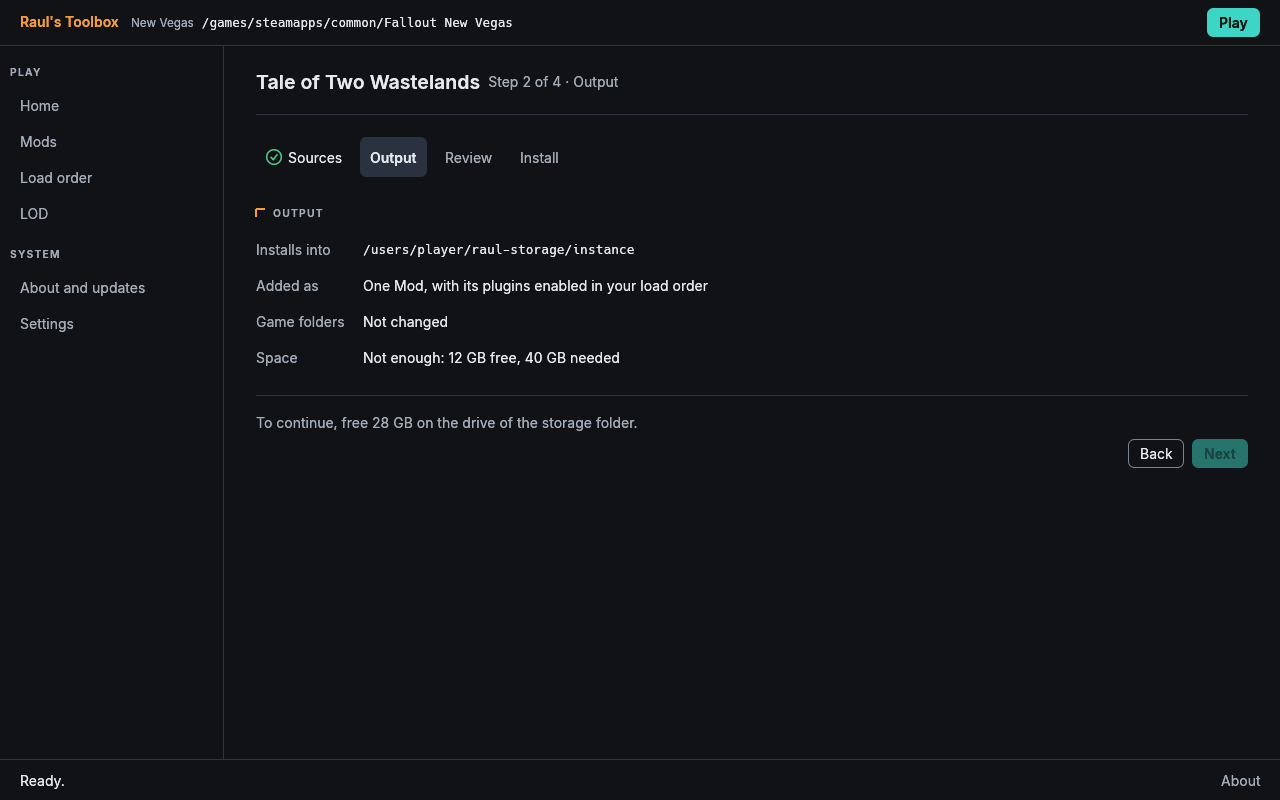 Raul's Toolbox New Vegas /games/steamapps/common/Fallout New Vegas Play
PLAY
Home
Mods
Load order
LOD
SYSTEM
About and updates
Settings
Tale of Two Wastelands Step 2 of 4 · Output
Sources Output Review Install
OUTPUT
Installs into /users/player/raul-storage/instance
Added as One Mod, with its plugins enabled in your load order
Game folders Not changed
Space Not enough: 12 GB free, 40 GB needed
To continue, free 28 GB on the drive of the storage folder.
Back Next
Ready. About